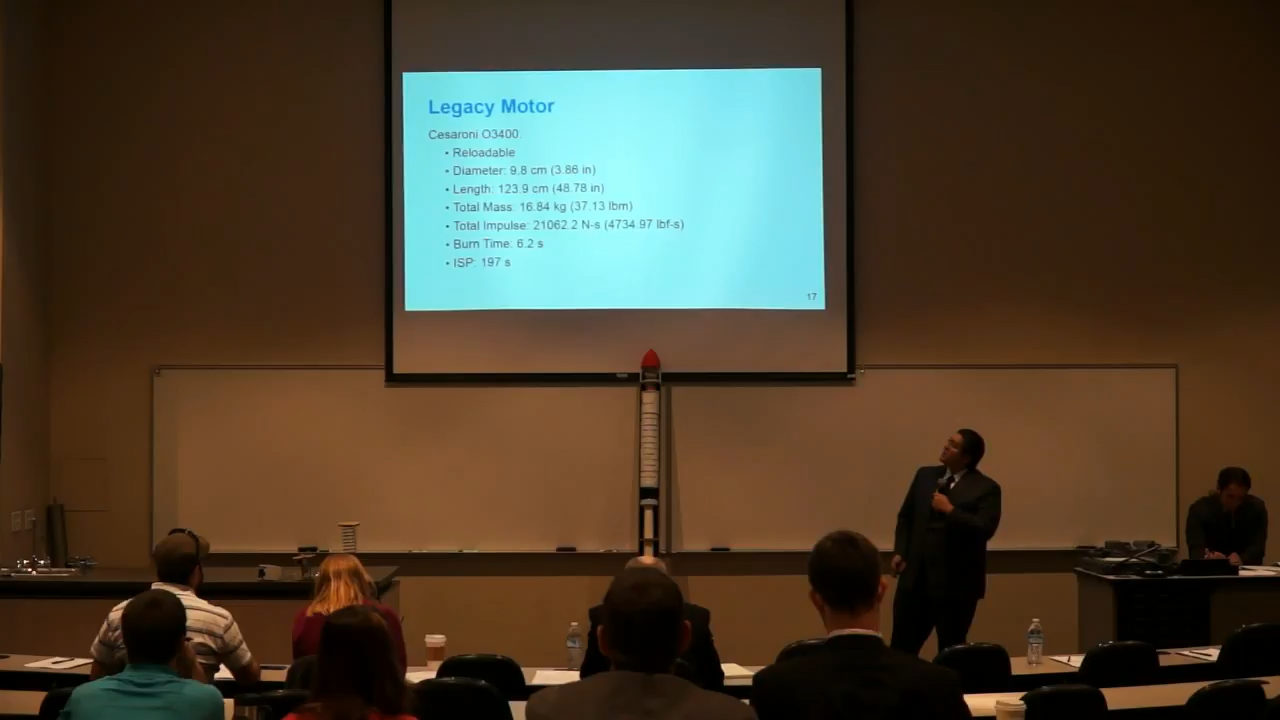 Legacy Motor
Cesaroni O3400
• Reloadable
• Diameter: 9.8 cm (3.86 in)
• Length: 123.9 cm (48.78 in)
• Total Mass: 16.84 kg (37.13 lbm)
• Total Impulse: 21062.2 N-s (4734.97 lbf-s)
• Burn Time: 6.2 s
• ISP: 197 s
17